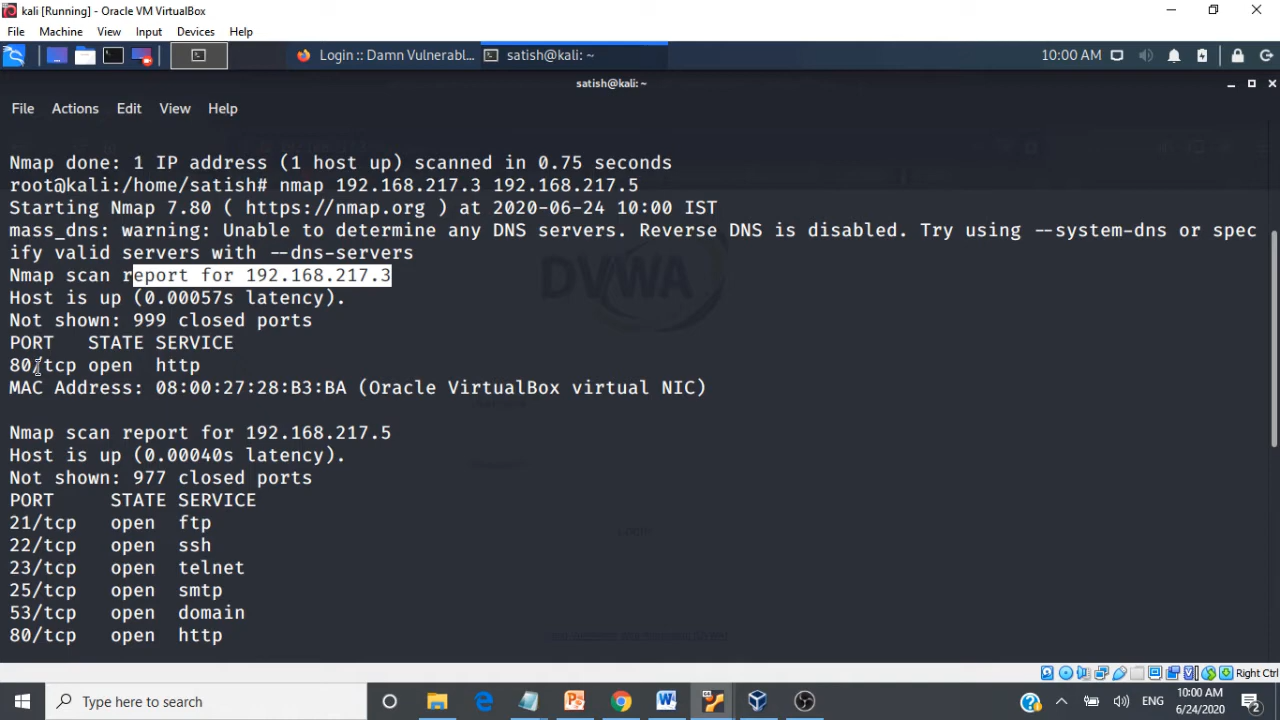 kali [Running] - Oracle VM VirtualBox
File Machine View Input Devices Help
Login :: Damn Vulnerabl... satish@kali: ~ 10:00 AM
satish@kali: ~
File Actions Edit View Help
Nmap done: 1 IP address (1 host up) scanned in 0.75 seconds
root@kali:/home/satish# nmap 192.168.217.3 192.168.217.5
Starting Nmap 7.80 ( https://nmap.org ) at 2020-06-24 10:00 IST
mass_dns: warning: Unable to determine any DNS servers. Reverse DNS is disabled. Try using --system-dns or spec
ify valid servers with --dns-servers
Nmap scan report for 192.168.217.3
Host is up (0.00057s latency).
Not shown: 999 closed ports
PORT STATE SERVICE
80/tcp open http
MAC Address: 08:00:27:28:B3:BA (Oracle VirtualBox virtual NIC)
Nmap scan report for 192.168.217.5
Host is up (0.00040s latency).
Not shown: 977 closed ports
PORT STATE SERVICE
21/tcp open ftp
22/tcp open ssh
23/tcp open telnet
25/tcp open smtp
53/tcp open domain
80/tcp open http
DVWA
Login
Right Ctrl
Type here to search
ENG
10:00 AM
6/24/2020
2